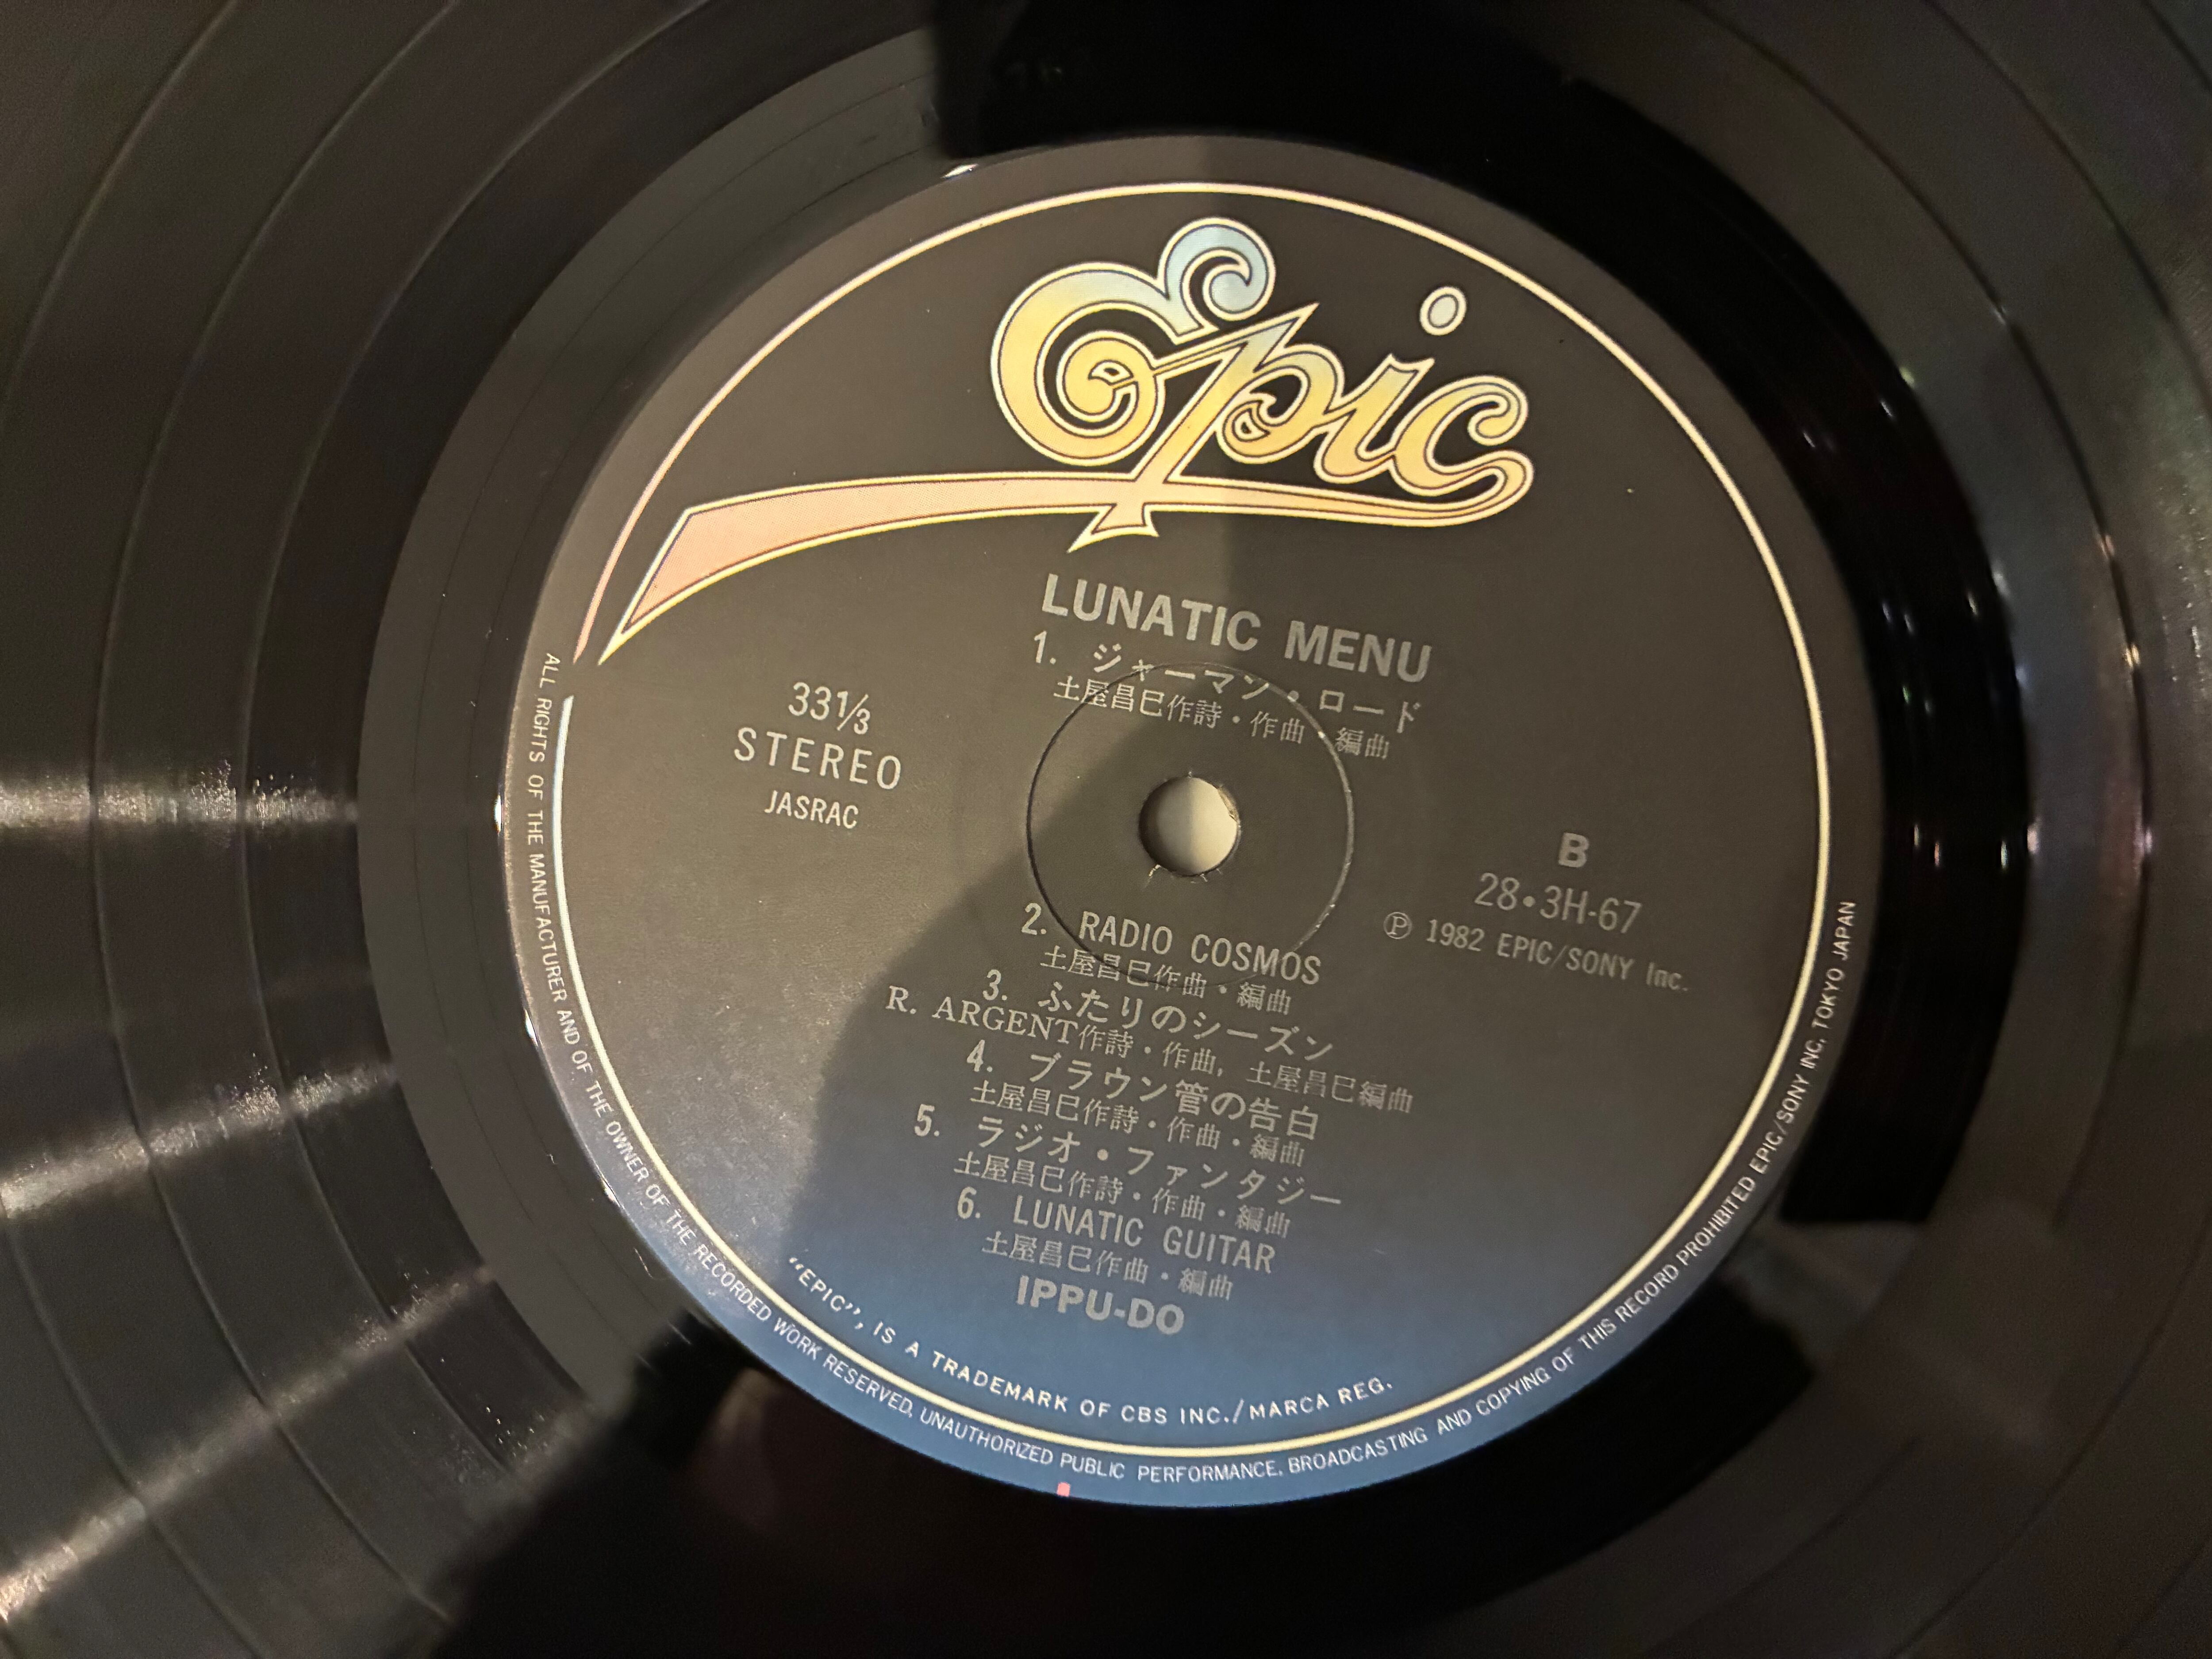 Epic
LUNATIC MENU
1. ジャーマン・ロード
土屋昌巳作詩・作曲・編曲
33⅓
STEREO
JASRAC
B
28・3H-67
Ⓟ 1982 EPIC/SONY Inc.
2. RADIO COSMOS
土屋昌巳作曲・編曲
3. ふたりのシーズン
R. ARGENT作詩・作曲, 土屋昌巳編曲
4. ブラウン管の告白
土屋昌巳作詩・作曲・編曲
5. ラジオ・ファンタジー
土屋昌巳作詩・作曲・編曲
6. LUNATIC GUITAR
土屋昌巳作曲・編曲
IPPU-DO
"EPIC", IS A TRADEMARK OF CBS INC./MARCA REG.
ALL RIGHTS OF THE MANUFACTURER AND OF THE OWNER OF THE RECORDED WORK RESERVED, UNAUTHORIZED PUBLIC PERFORMANCE, BROADCASTING AND COPYING OF THIS RECORD PROHIBITED EPIC/SONY INC, TOKYO JAPAN